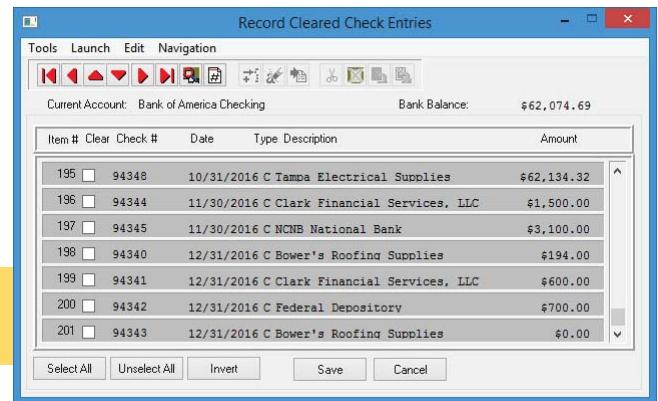 Record Cleared Check Entries
Tools Launch Edit Navigation
Current Account: Bank of America Checking Bank Balance: $62,074.69
Item # Clear Check # Date Type Description Amount
195 94348 10/31/2016 C Tampa Electrical Supplies $62,134.32
196 94344 11/30/2016 C Clark Financial Services, LLC $1,500.00
197 94345 11/30/2016 C NCNB National Bank $3,100.00
198 94340 12/31/2016 C Bower's Roofing Supplies $194.00
199 94341 12/31/2016 C Clark Financial Services, LLC $600.00
200 94342 12/31/2016 C Federal Depository $700.00
201 94343 12/31/2016 C Bower's Roofing Supplies $0.00
Select All Unselect All Invert Save Cancel